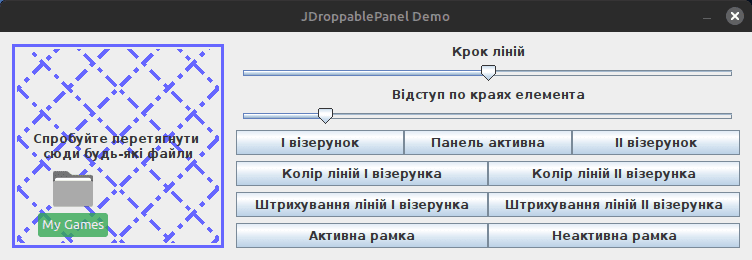 JDroppablePanel Demo
Крок ліній
Відступ по краях елемента
Спробуйте перетягнути
сюди будь-які файли
My Games
І візерунок
Панель активна
ІІ візерунок
Колір ліній І візерунка
Колір ліній ІІ візерунка
Штрихування ліній І візерунка
Штрихування ліній ІІ візерунка
Активна рамка
Неактивна рамка